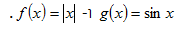 . f(x) = |x| -1 g(x) = sin x